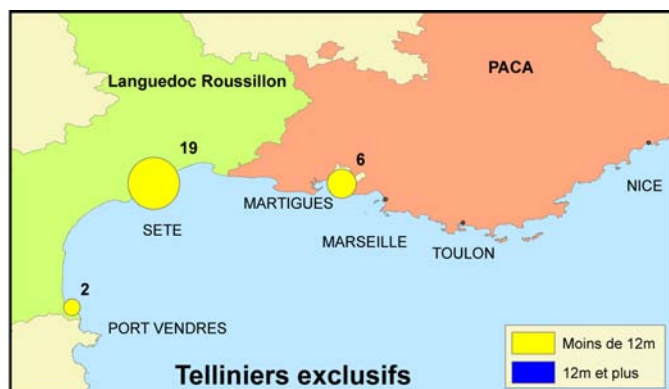 Languedoc Roussillon
PACA
19
6
MARTIGUES
NICE
SETE
MARSEILLE
TOULON
2
PORT VENDRES
Moins de 12m
Telliniers exclusifs
12m et plus